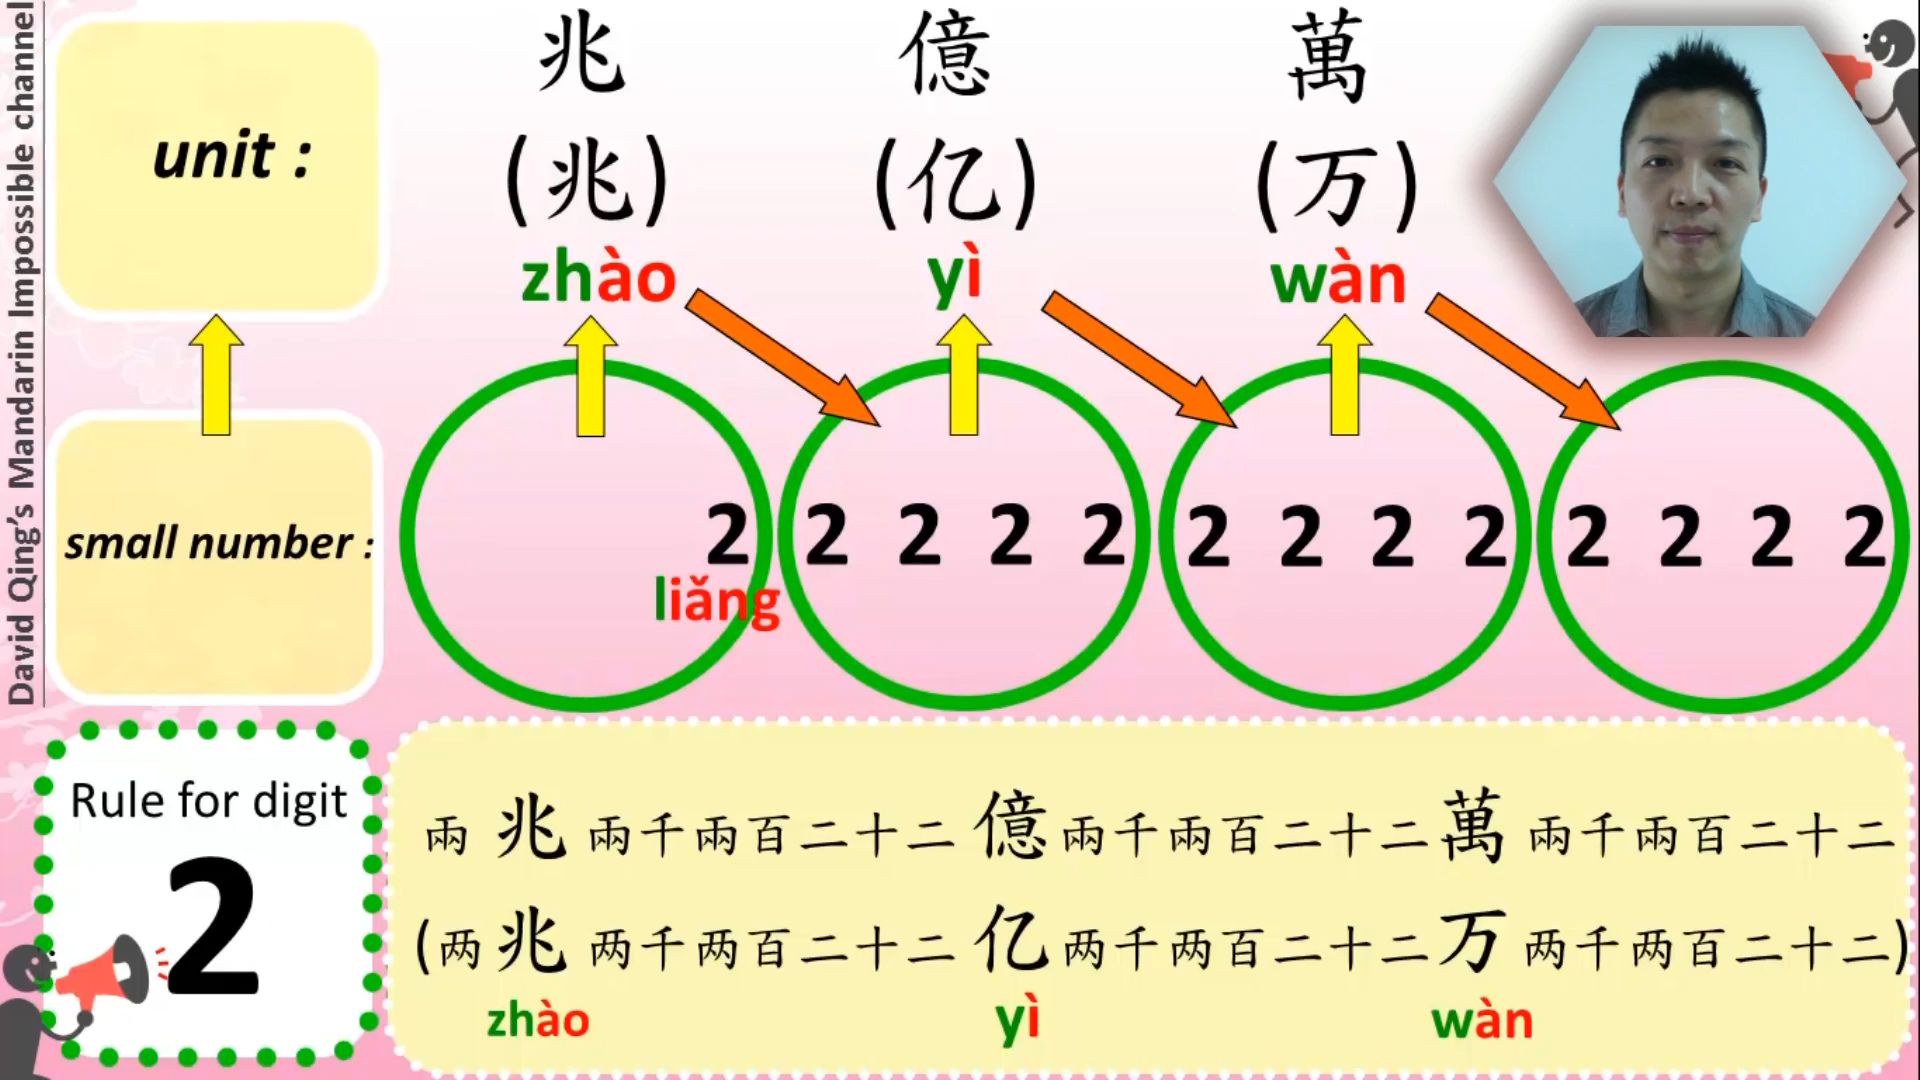 David Qing's Mandarin Impossible channel
unit :
兆 億 萬
(兆) (亿) (万)
zhào yì wàn
small number :
2 2 2 2 2 2 2 2 2 2 2 2 2
liǎng
Rule for digit
2
兩 兆 兩千兩百二十二 億 兩千兩百二十二 萬 兩千兩百二十二
(两 兆 两千两百二十二 亿 两千两百二十二 万 两千两百二十二)
zhào yì wàn